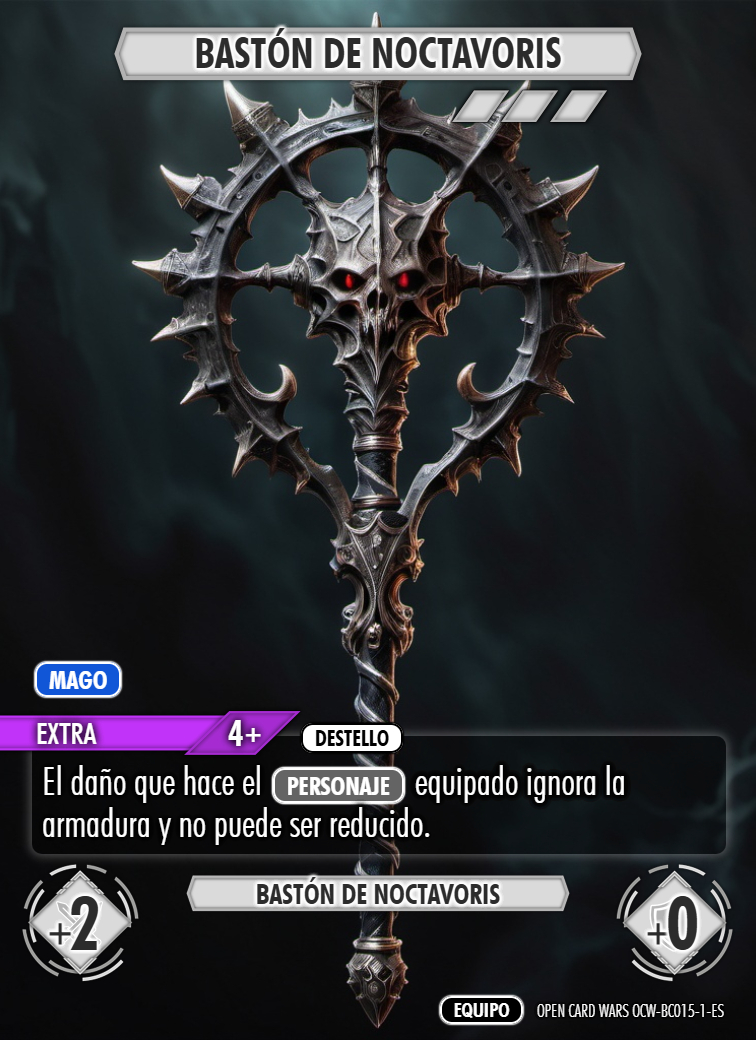 BASTÓN DE NOCTAVORIS
MAGO
EXTRA 4+ DESTELLO
El daño que hace el PERSONAJE equipado ignora la
armadura y no puede ser reducido.
+2 BASTÓN DE NOCTAVORIS +0
EQUIPO OPEN CARD WARS OCW-BC015-1-ES